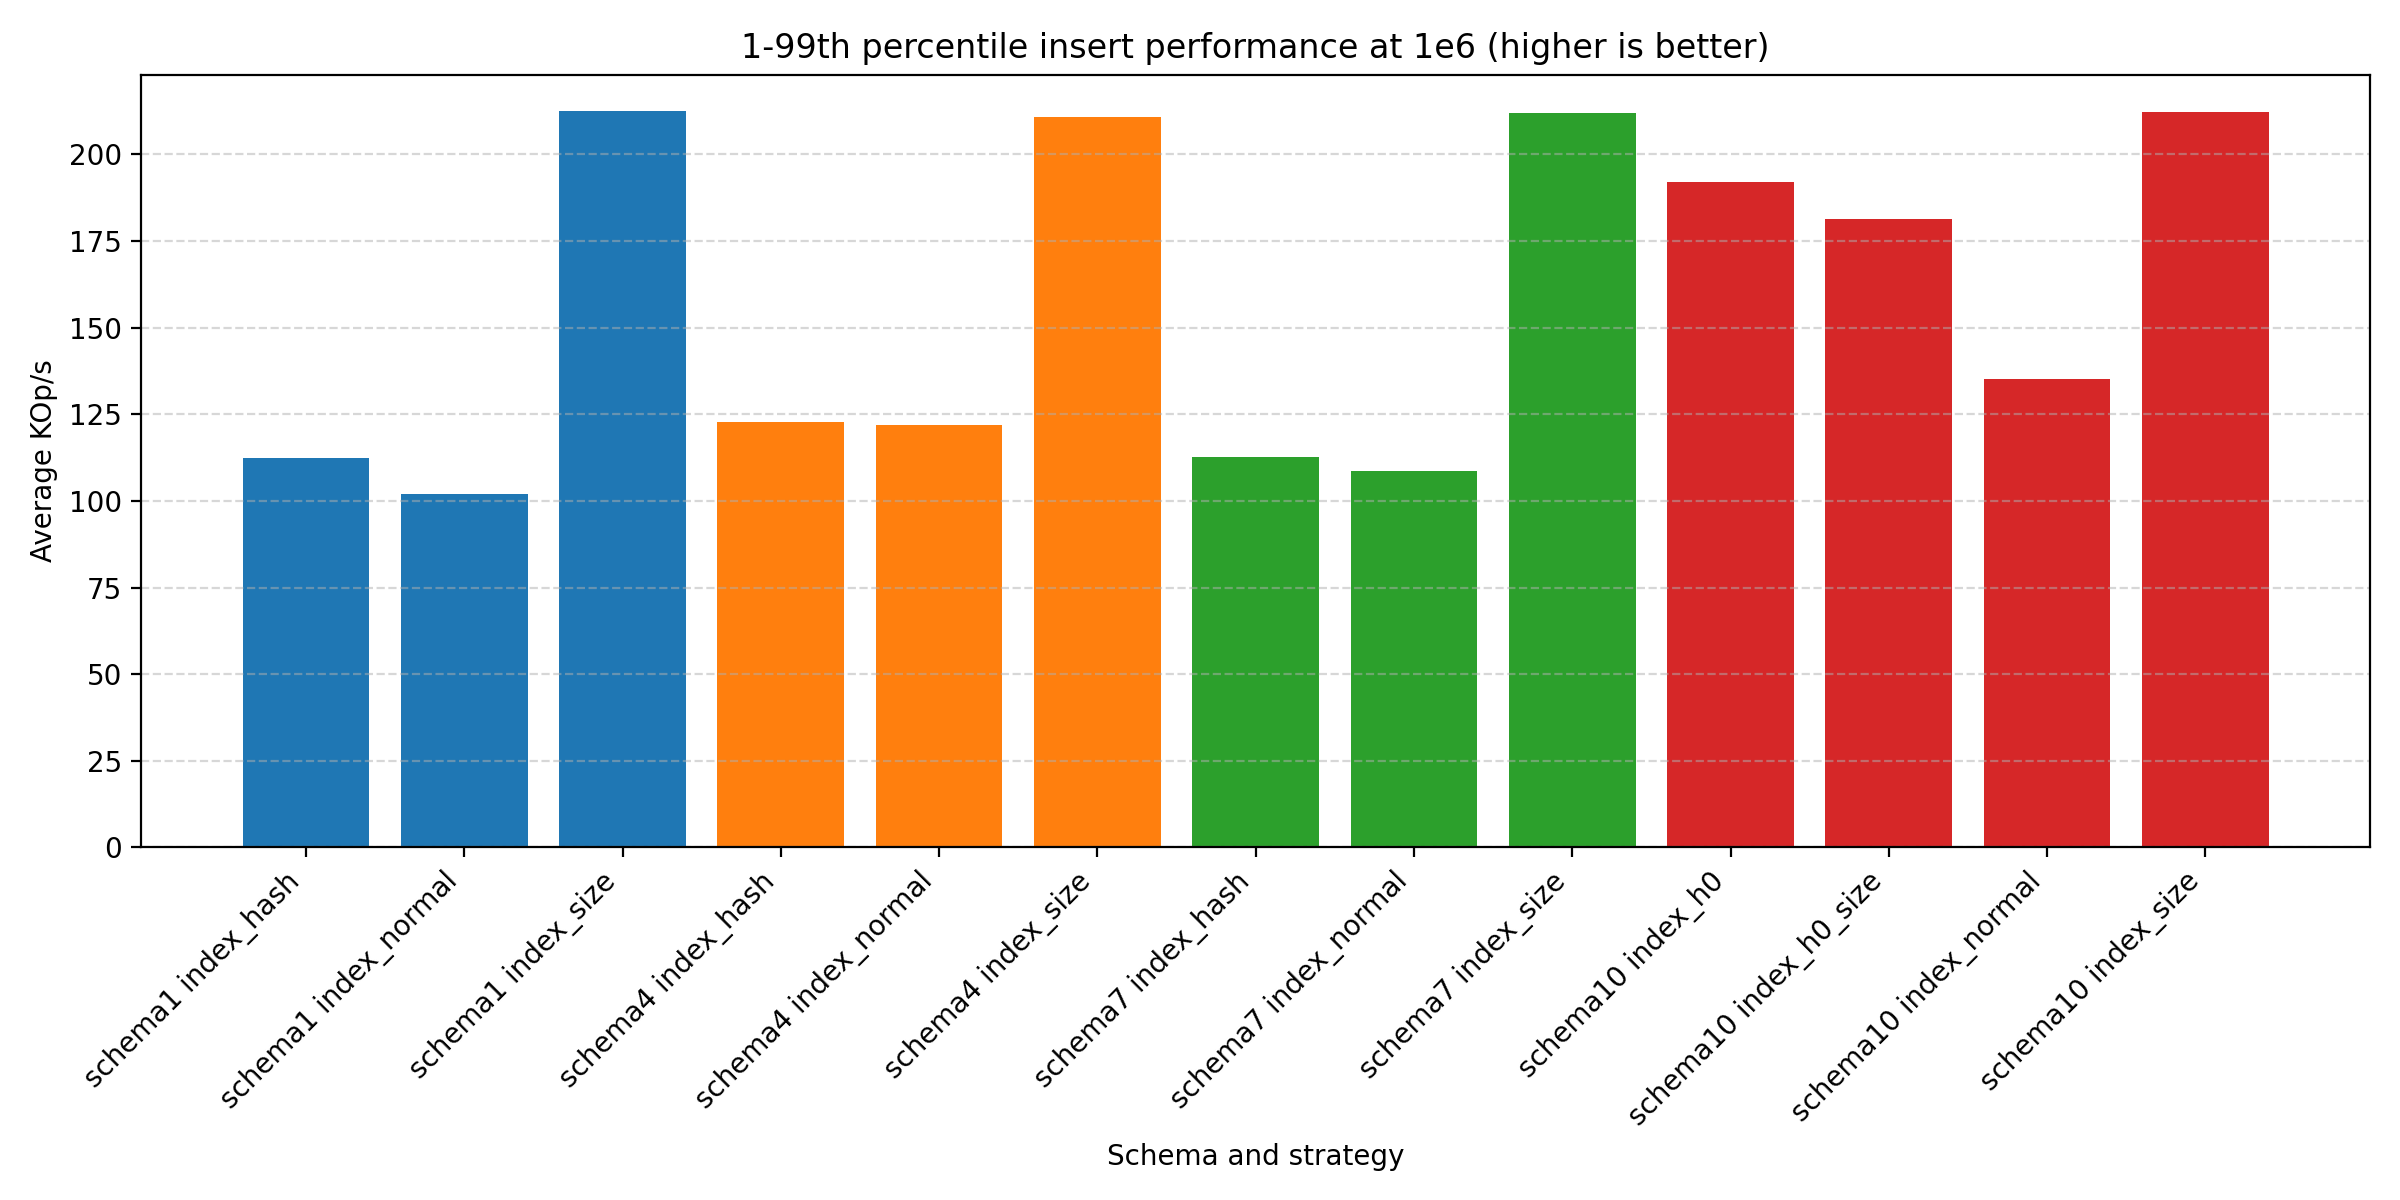 1-99th percentile insert performance at 1e6 (higher is better)
Average KOp/s
200
175
150
125
100
75
50
25
0
schema1 index_hash
schema1 index_normal
schema1 index_size
schema4 index_hash
schema4 index_normal
schema4 index_size
schema7 index_hash
schema7 index_normal
schema7 index_size
schema10 index_h0
schema10 index_h0_size
schema10 index_normal
schema10 index_size
Schema and strategy